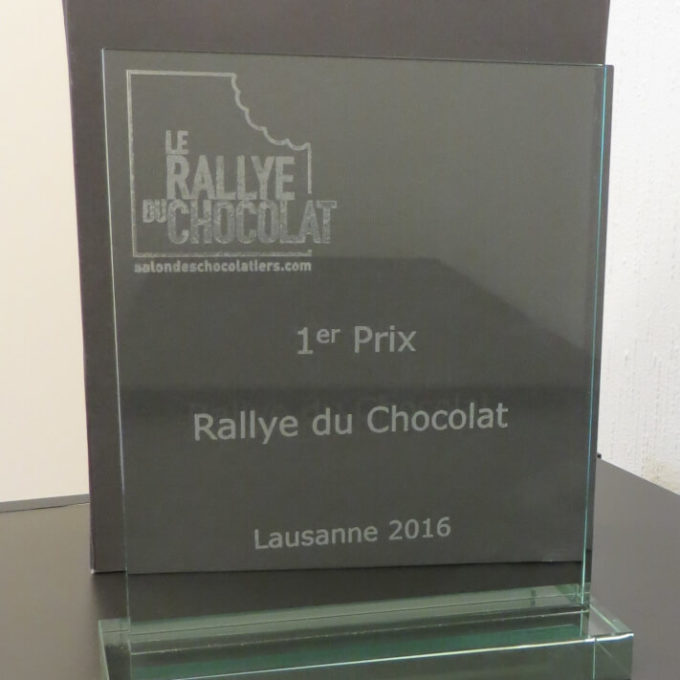 LE
RALLYE
DU CHOCOLAT
salondeschocolatiers.com
1er Prix
Rallye du Chocolat
Lausanne 2016